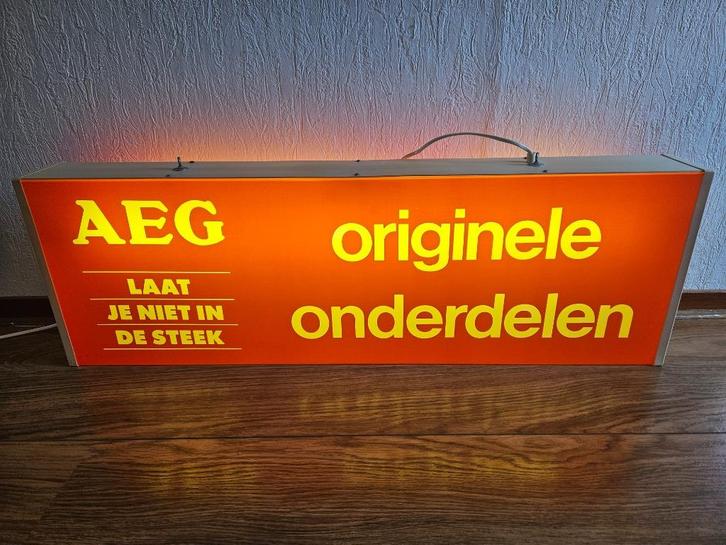 AEG
LAAT
JE NIET IN
DE STEEK
originele
onderdelen